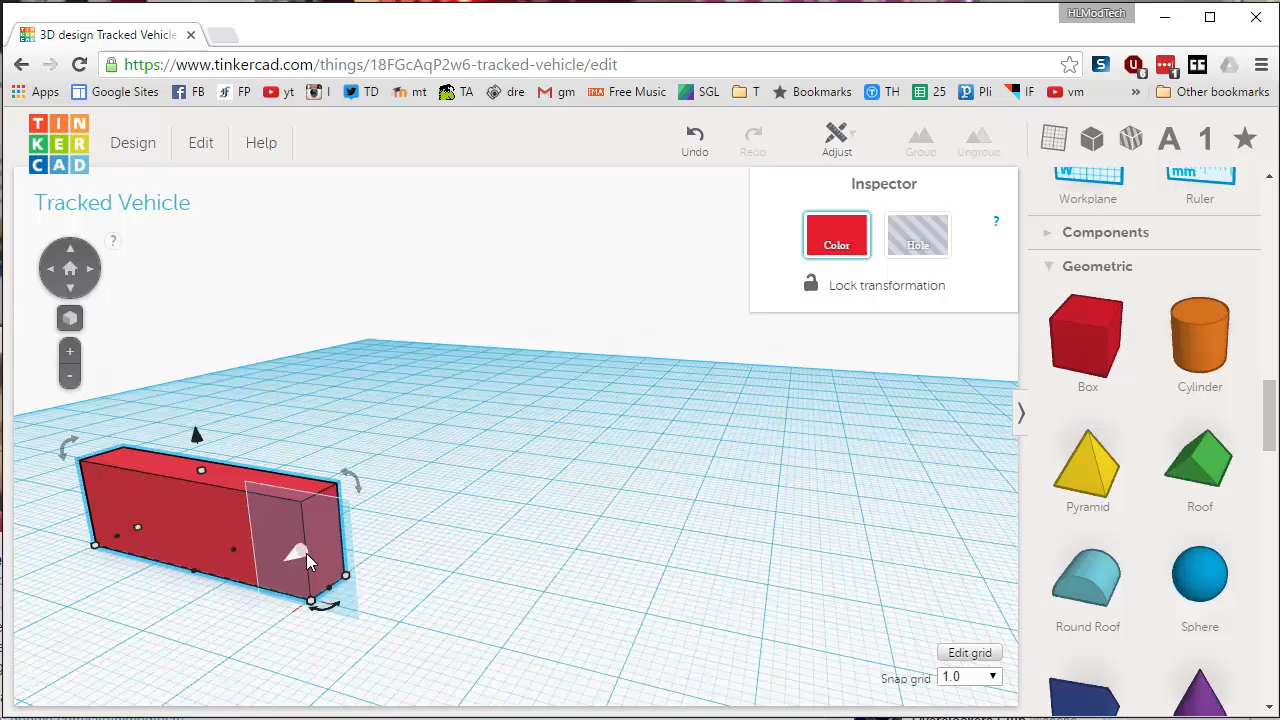 HLModTech
3D design Tracked Vehicle
https://www.tinkercad.com/things/18FGcAqP2w6-tracked-vehicle/edit
Apps Google Sites FB FP yt I TD mt TA dre gm Free Music SGL T Bookmarks TH 25 Pli IF vm » Other bookmarks
TIN
KER
CAD
Design Edit Help Undo Redo Adjust Group Ungroup
Tracked Vehicle
Inspector
Color Hole
?
Lock transformation
Workplane Ruler
Components
Geometric
Box Cylinder
Pyramid Roof
Round Roof Sphere
Edit grid
Snap grid 1.0